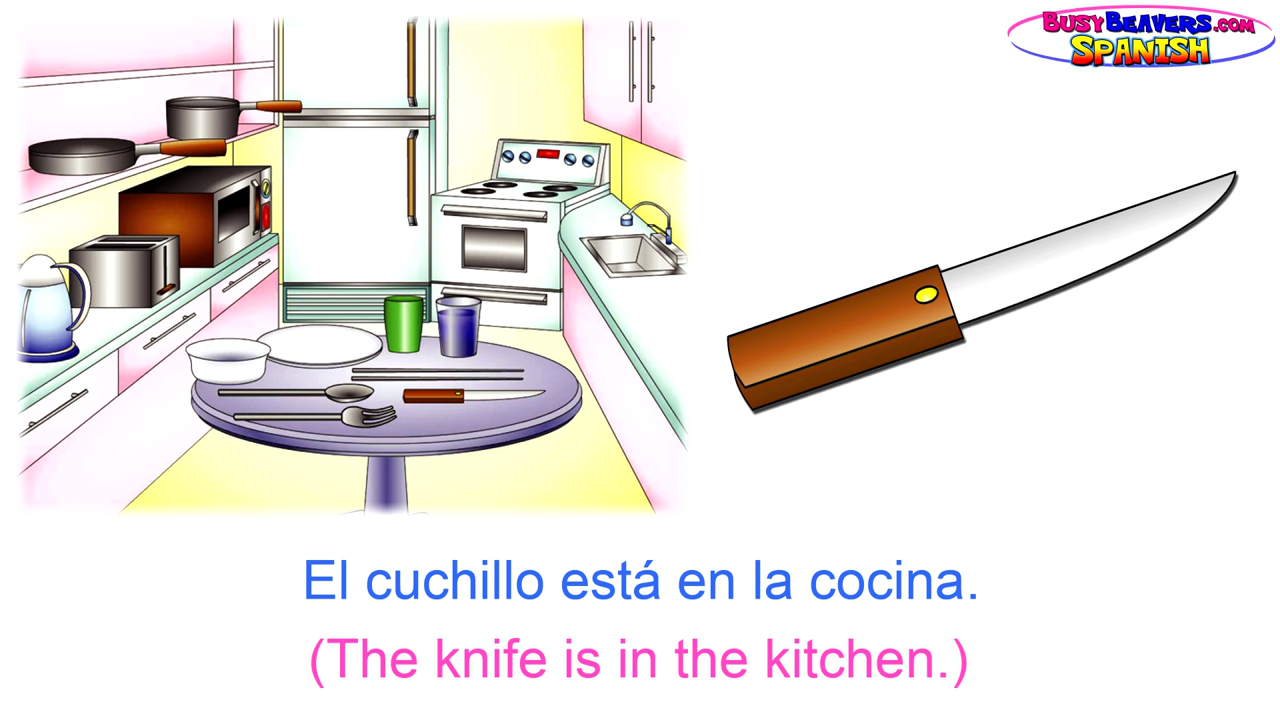 BUSYBEAVERS.COM
SPANISH
El cuchillo está en la cocina.
(The knife is in the kitchen.)